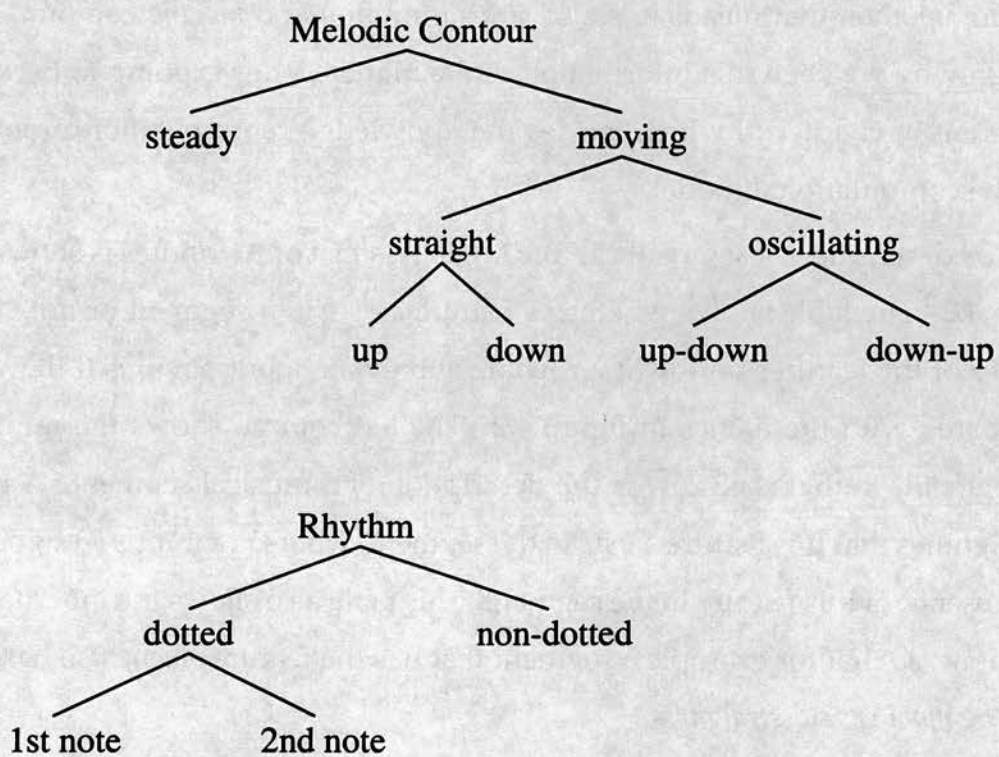 Melodic Contour
steady moving
straight oscillating
up down up-down down-up
Rhythm
dotted non-dotted
1st note 2nd note